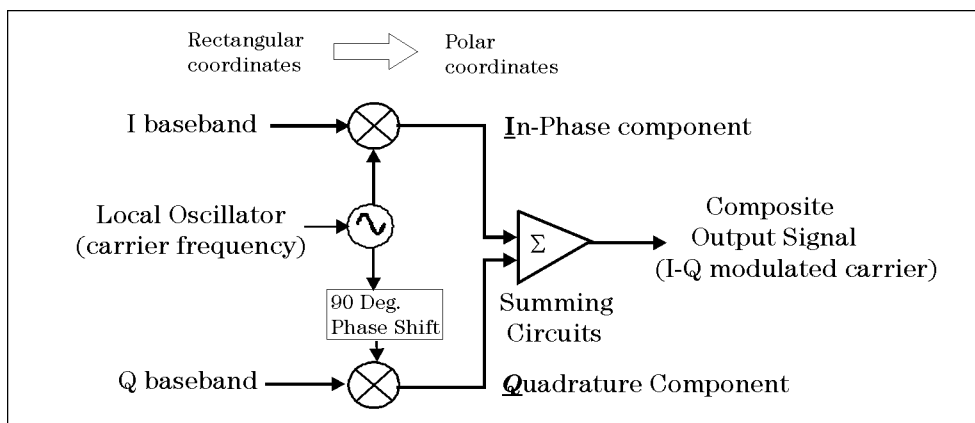 Rectangular
coordinates
Polar
coordinates
I baseband
In-Phase component
Local Oscillator
(carrier frequency)
Σ
Composite
Output Signal
(I-Q modulated carrier)
90 Deg.
Phase Shift
Summing
Circuits
Q baseband
Quadrature Component